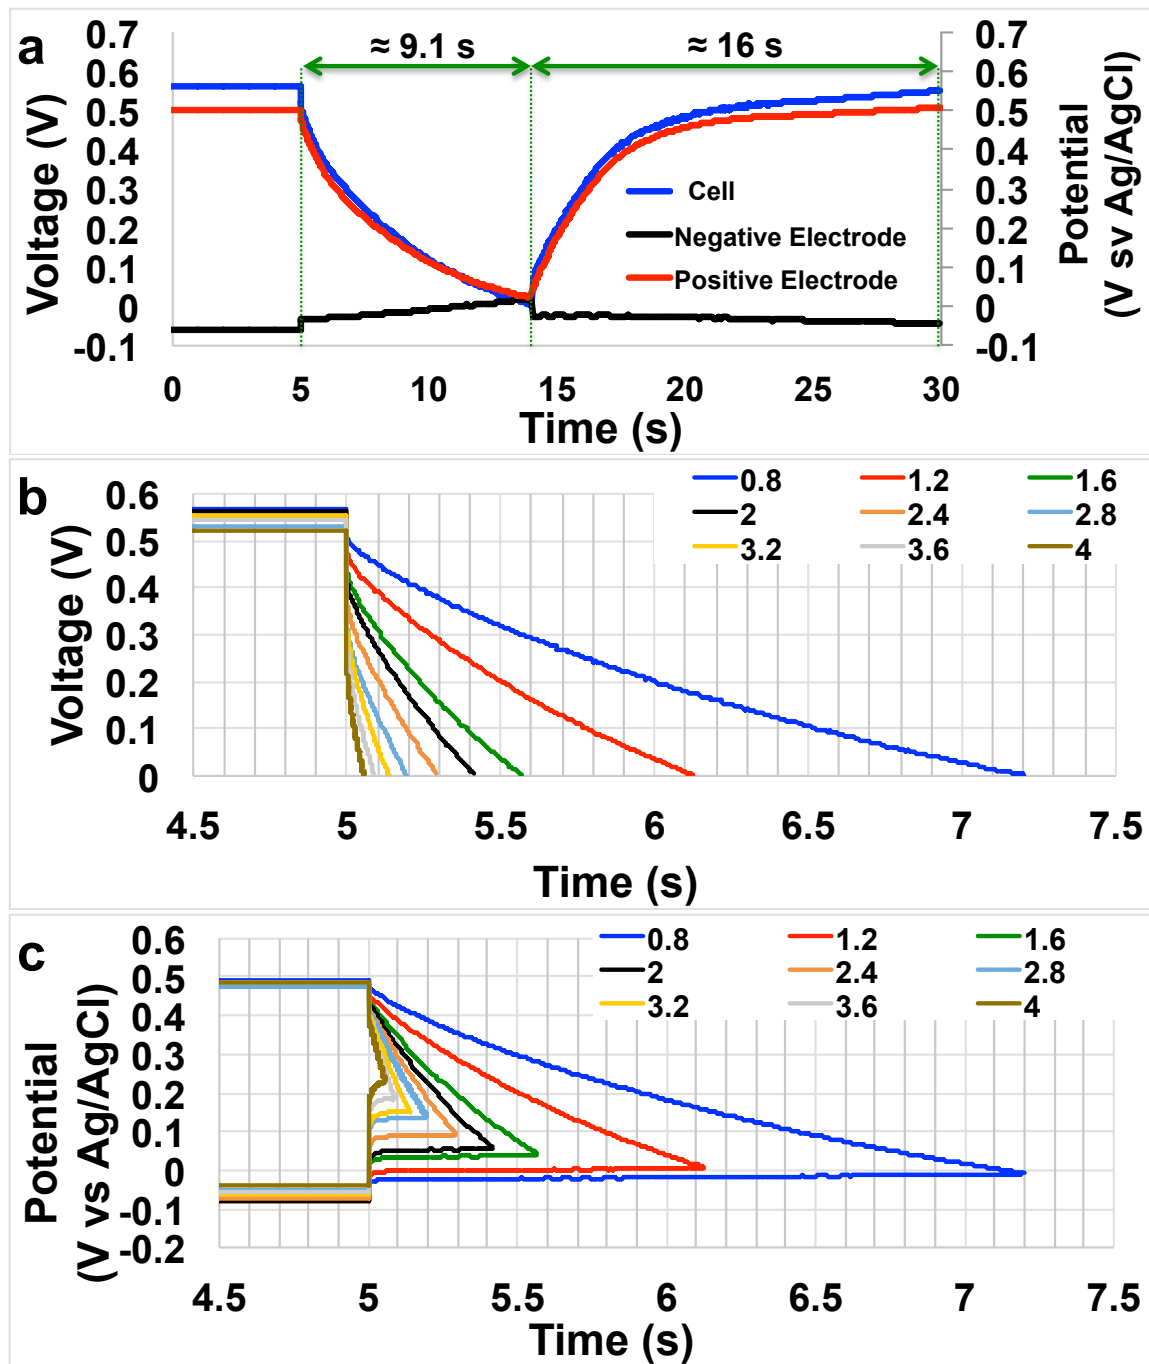 a
≈ 9.1 s
≈ 16 s
0.7
0.6
0.5
0.4
0.3
0.2
0.1
0
-0.1
Voltage (V)
0.7
0.6
0.5
0.4
0.3
0.2
0.1
0
-0.1
Potential
(V sv Ag/AgCl)
Cell
Negative Electrode
Positive Electrode
0 5 10 15 20 25 30
Time (s)
b
0.8 1.2 1.6
2 2.4 2.8
3.2 3.6 4
0.6
0.5
0.4
0.3
0.2
0.1
0
Voltage (V)
4.5 5 5.5 6 6.5 7 7.5
Time (s)
c
0.8 1.2 1.6
2 2.4 2.8
3.2 3.6 4
0.6
0.5
0.4
0.3
0.2
0.1
0
-0.1
-0.2
Potential
(V vs Ag/AgCl)
4.5 5 5.5 6 6.5 7 7.5
Time (s)